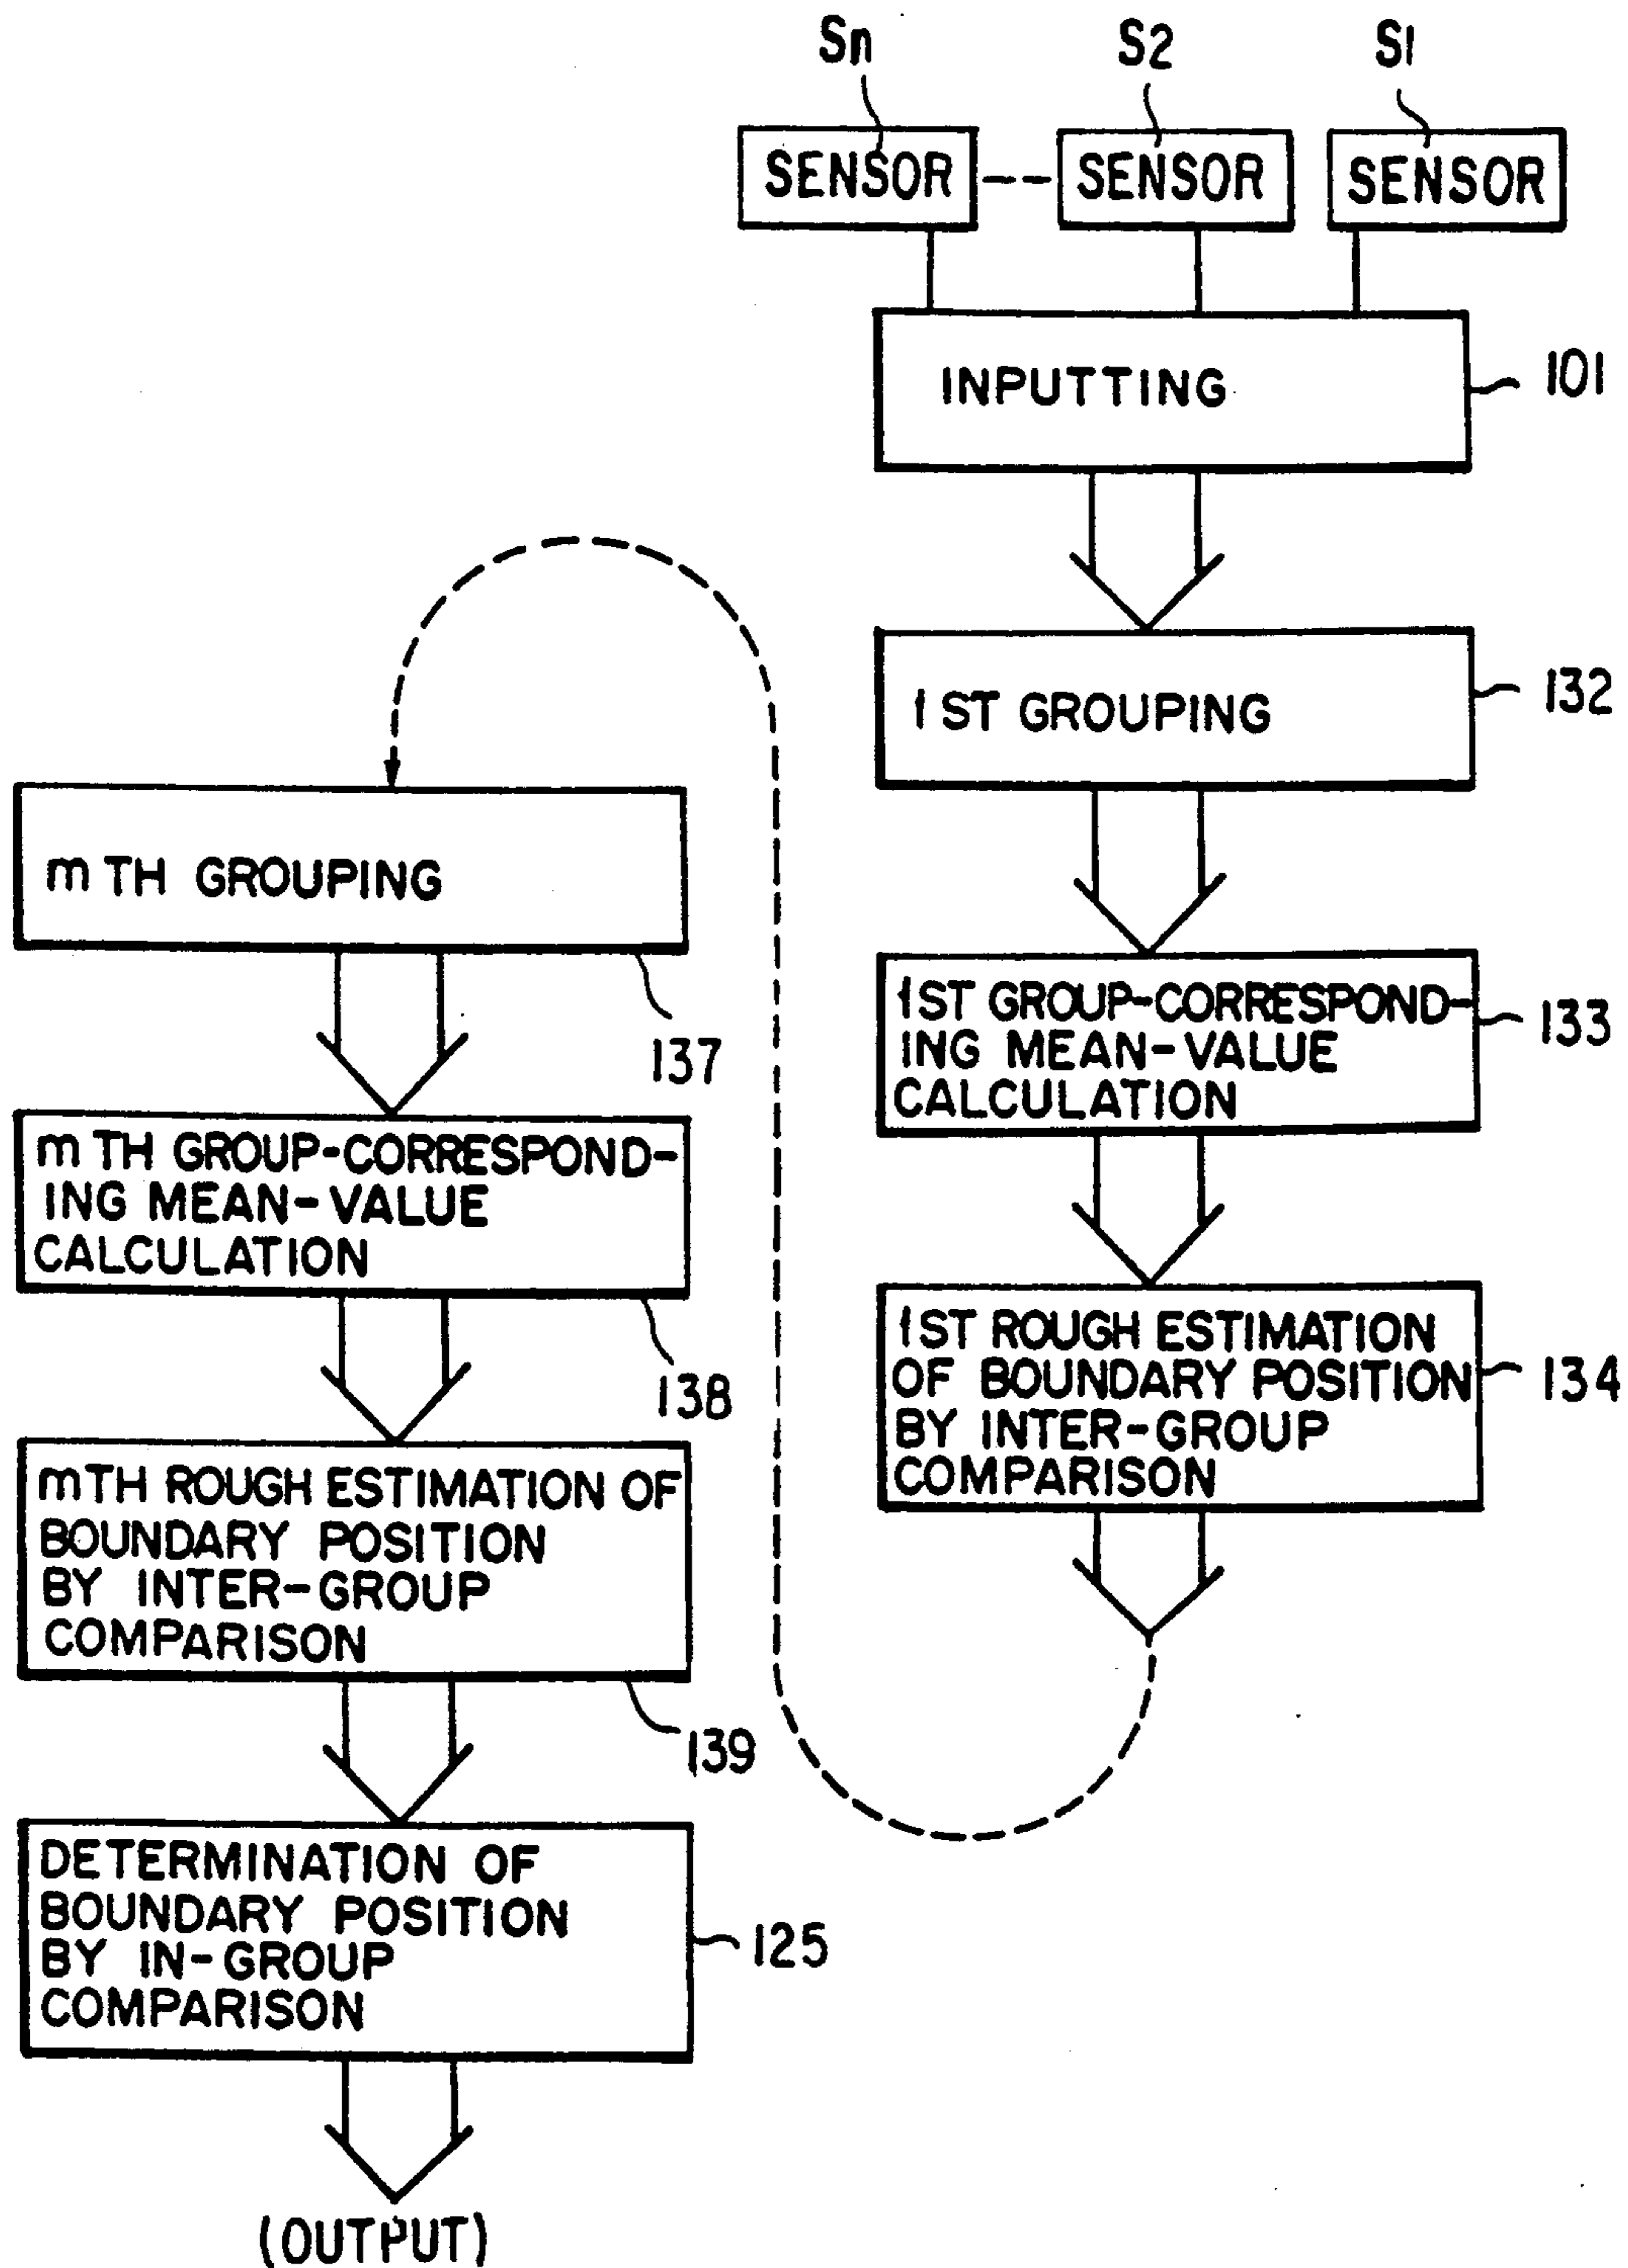 Sn
S2
S1
SENSOR
SENSOR
SENSOR
INPUTTING
101
1ST GROUPING
132
1ST GROUP-CORRESPOND-
ING MEAN-VALUE
CALCULATION
133
1ST ROUGH ESTIMATION
OF BOUNDARY POSITION
BY INTER-GROUP
COMPARISON
134
mTH GROUPING
137
mTH GROUP-CORRESPOND-
ING MEAN-VALUE
CALCULATION
138
mTH ROUGH ESTIMATION OF
BOUNDARY POSITION
BY INTER-GROUP
COMPARISON
139
DETERMINATION OF
BOUNDARY POSITION
BY IN-GROUP
COMPARISON
125
(OUTPUT)